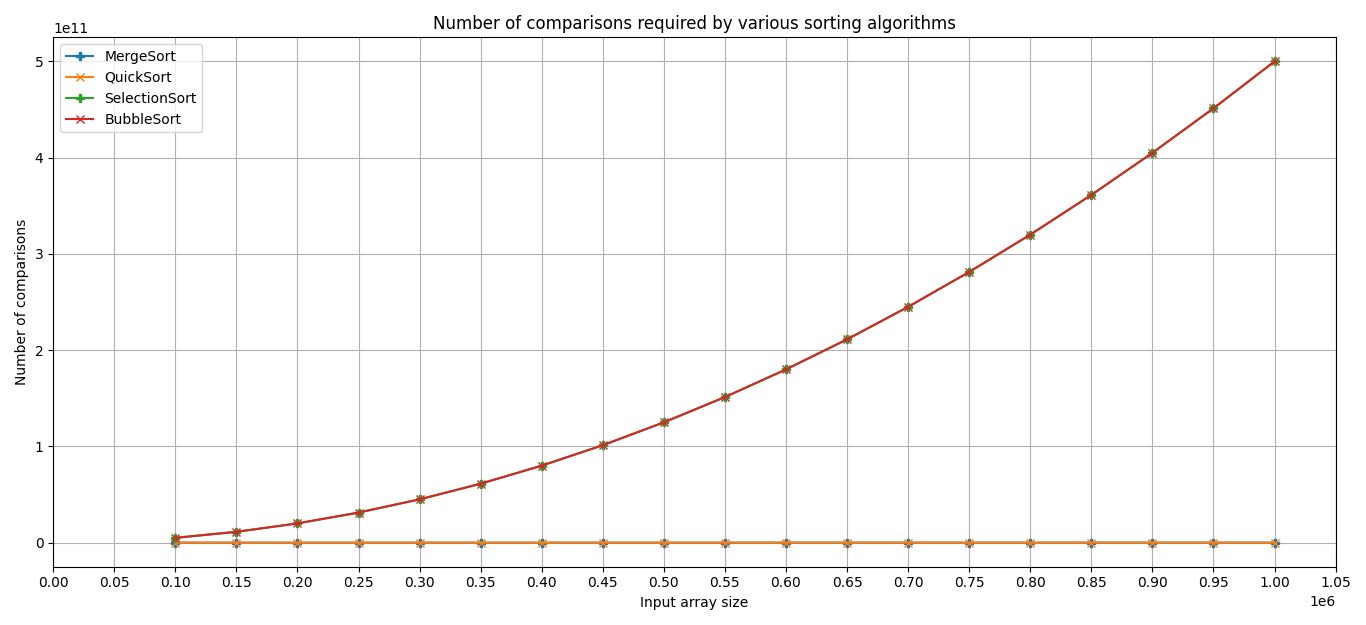 Number of comparisons required by various sorting algorithms
1e11
MergeSort
QuickSort
SelectionSort
BubbleSort
5
4
3
2
1
0
Number of comparisons
0.00 0.05 0.10 0.15 0.20 0.25 0.30 0.35 0.40 0.45 0.50 0.55 0.60 0.65 0.70 0.75 0.80 0.85 0.90 0.95 1.00 1.05
Input array size
1e6